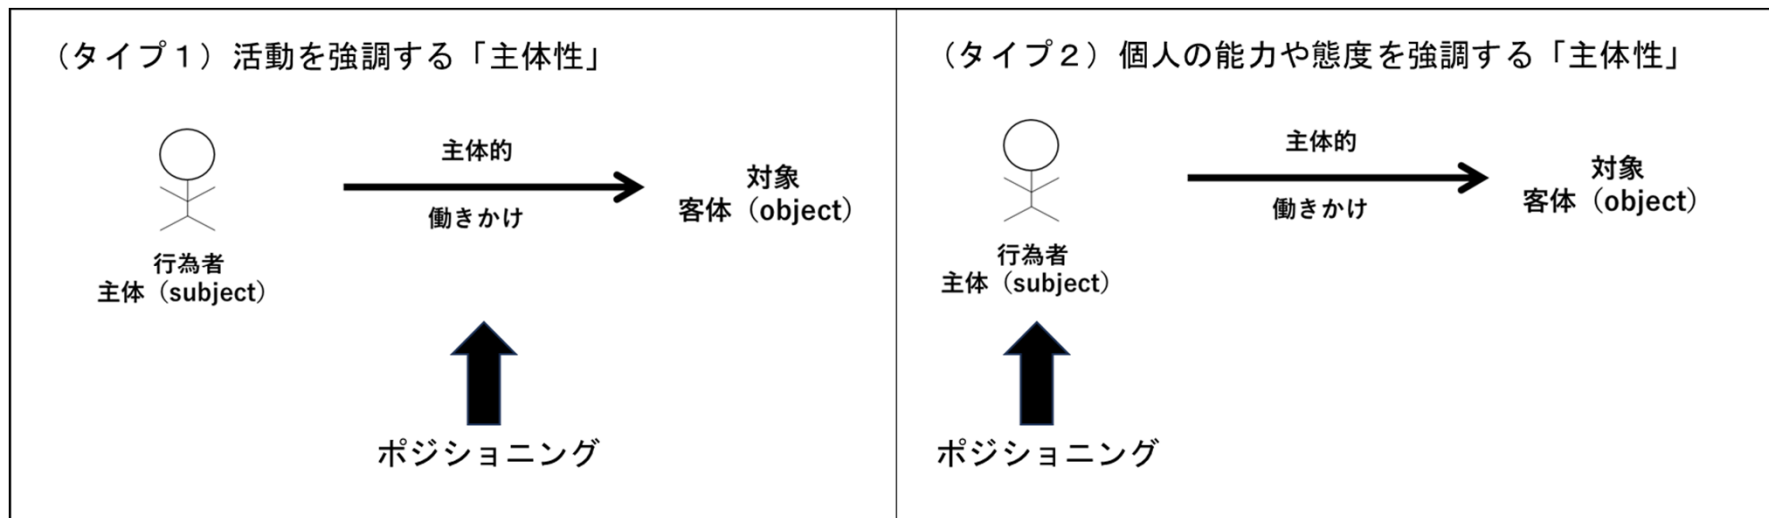 （タイプ１）活動を強調する「主体性」
主体的
働きかけ
対象
客体（object）
行為者
主体（subject）
ポジショニング
（タイプ２）個人の能力や態度を強調する「主体性」
主体的
働きかけ
対象
客体（object）
行為者
主体（subject）
ポジショニング